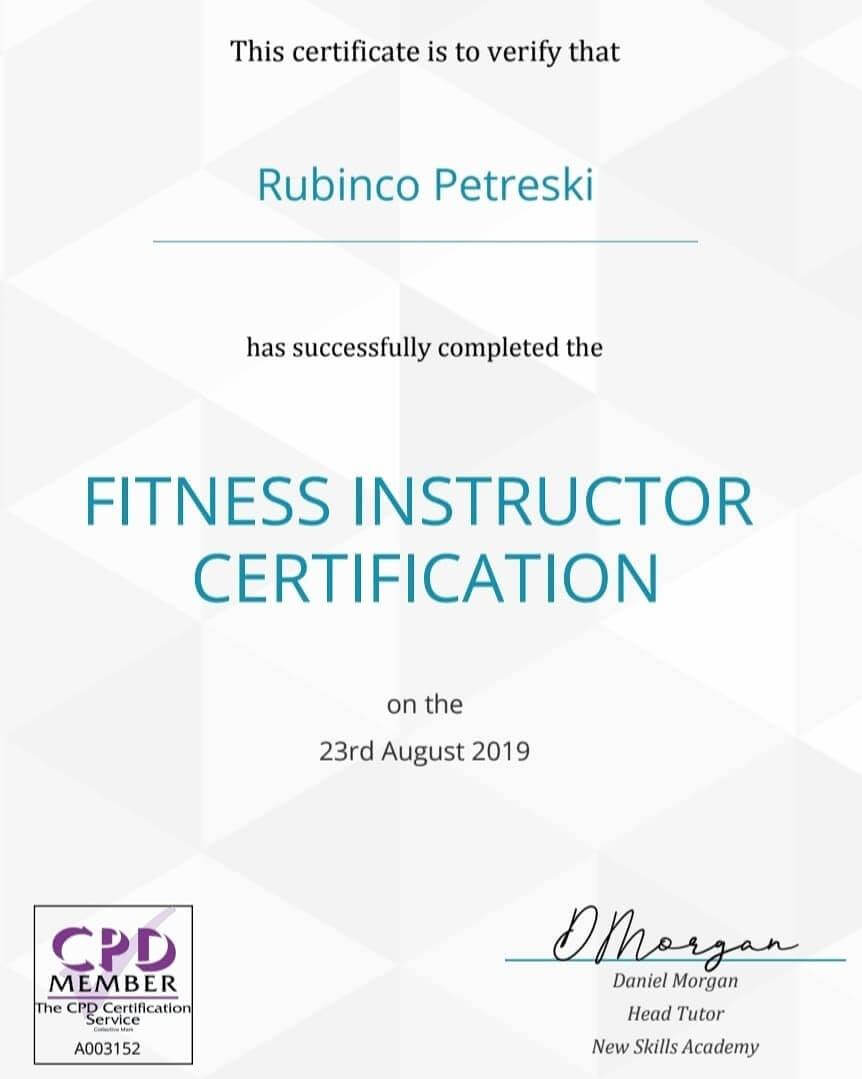 This certificate is to verify that
Rubinco Petreski
has successfully completed the
FITNESS INSTRUCTOR
CERTIFICATION
on the
23rd August 2019
CPD
MEMBER
The CPD Certification
Service
Collective Mark
A003152
DMorgan
Daniel Morgan
Head Tutor
New Skills Academy